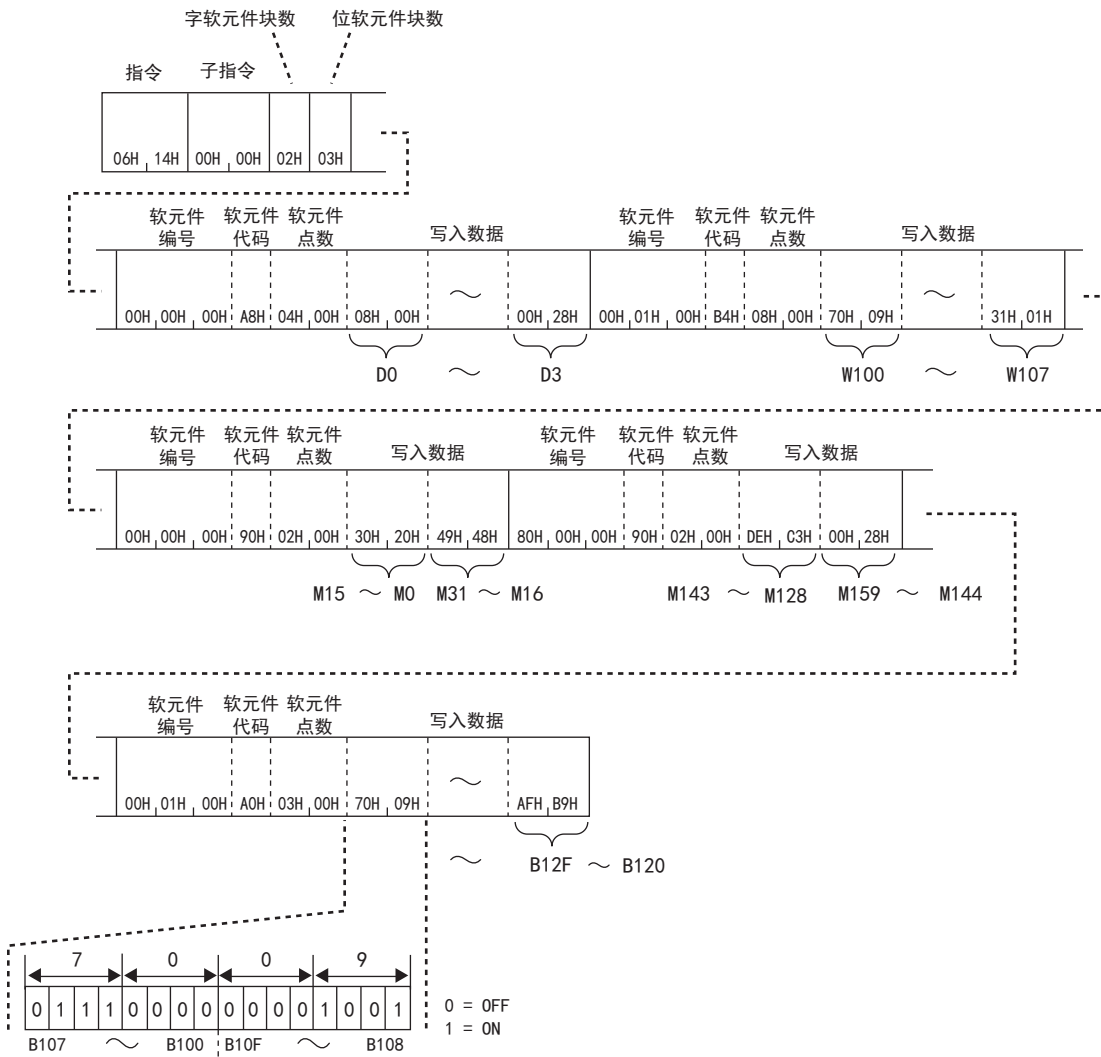 字软元件块数 位软元件块数
指令 子指令
06H 14H 00H 00H 02H 03H
软元件 软元件 软元件 软元件 软元件 软元件
编号 代码 点数 写入数据 编号 代码 点数 写入数据
00H 00H 00H A8H 04H 00H 08H 00H ～ 00H 28H 00H 01H 00H B4H 08H 00H 70H 09H ～ 31H 01H
D0 ～ D3 W100 ～ W107
软元件 软元件 软元件 软元件 软元件 软元件
编号 代码 点数 写入数据 编号 代码 点数 写入数据
00H 00H 00H 90H 02H 00H 30H 20H 49H 48H 80H 00H 00H 90H 02H 00H DEH C3H 00H 28H
M15 ～ M0 M31 ～ M16 M143 ～ M128 M159 ～ M144
软元件 软元件 软元件
编号 代码 点数 写入数据
00H 01H 00H A0H 03H 00H 70H 09H ～ AFH B9H
～ B12F ～ B120
7 0 0 9
0 1 1 1 0 0 0 0 0 0 0 0 1 0 0 1
0 = OFF
1 = ON
B107 ～ B100 B10F ～ B108